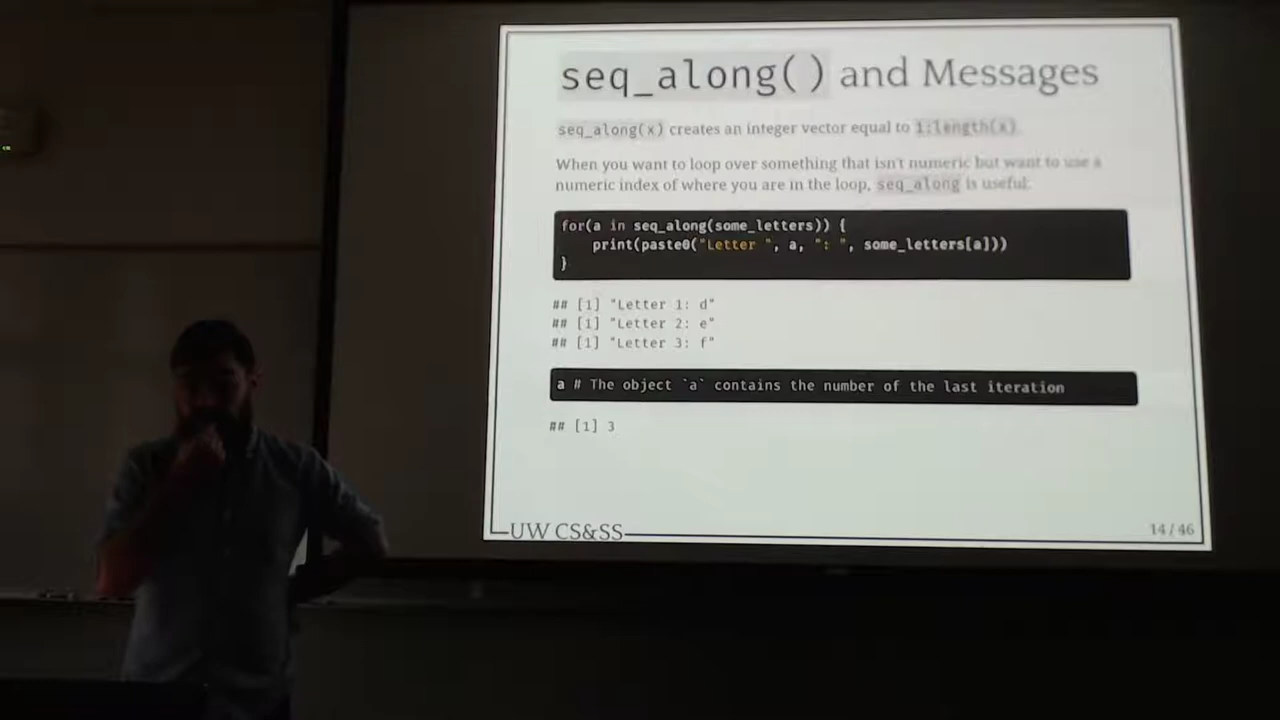 seq_along() and Messages
seq_along(x) creates an integer vector equal to 1:length(x).
When you want to loop over something that isn't numeric but want to use a
numeric index of where you are in the loop, seq_along is useful:
for(a in seq_along(some_letters)) {
    print(paste0("Letter ", a, ": ", some_letters[a]))
}
## [1] "Letter 1: d"
## [1] "Letter 2: e"
## [1] "Letter 3: f"
a # The object `a` contains the number of the last iteration
## [1] 3
UW CS&SS
14 / 46